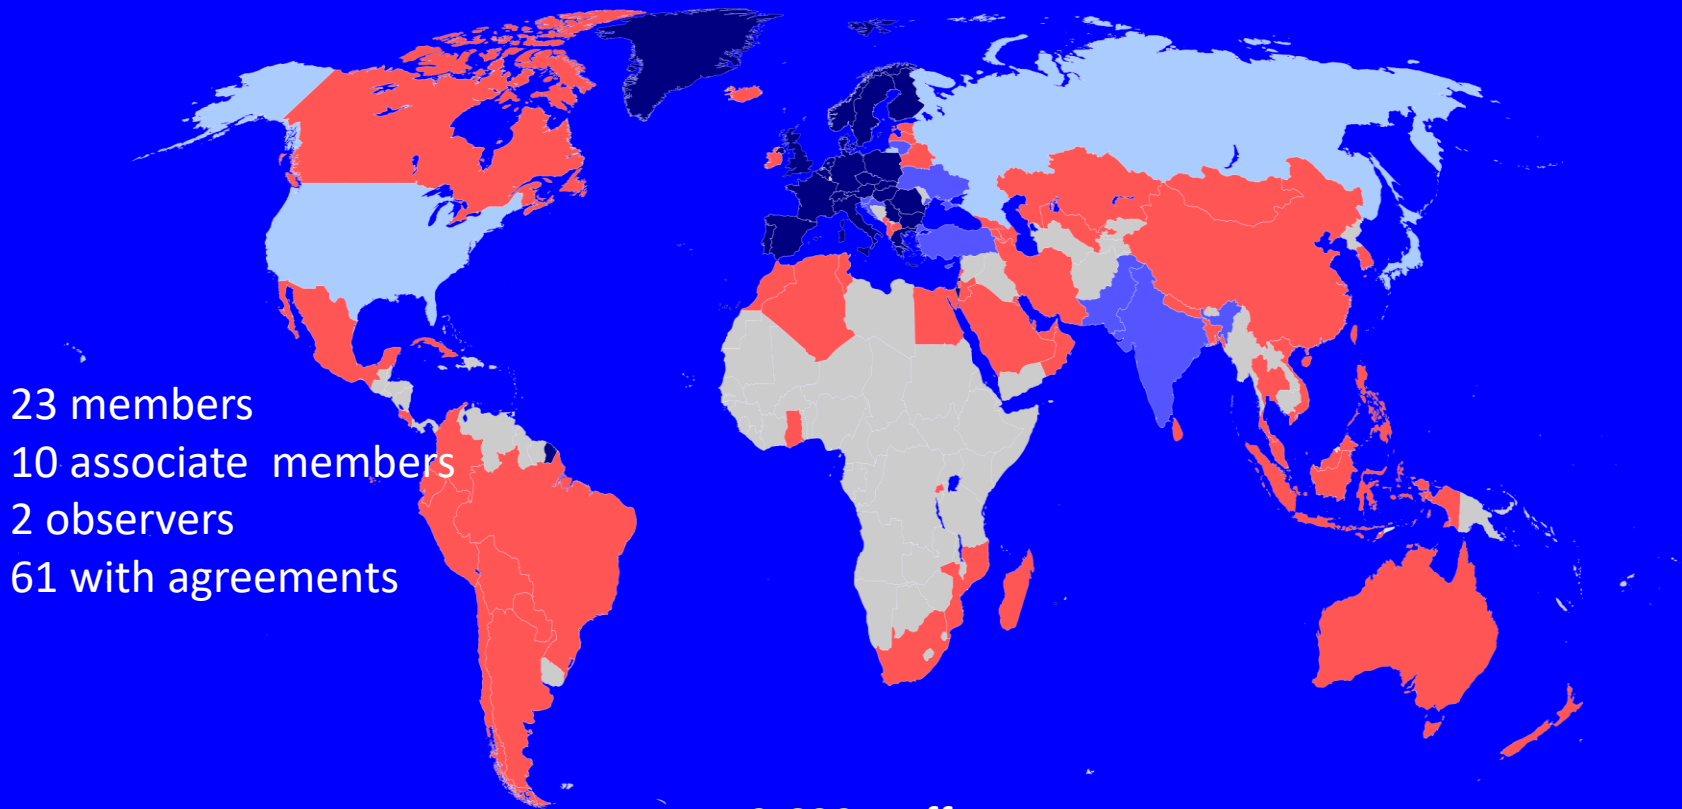 23 members
10 associate members
2 observers
61 with agreements